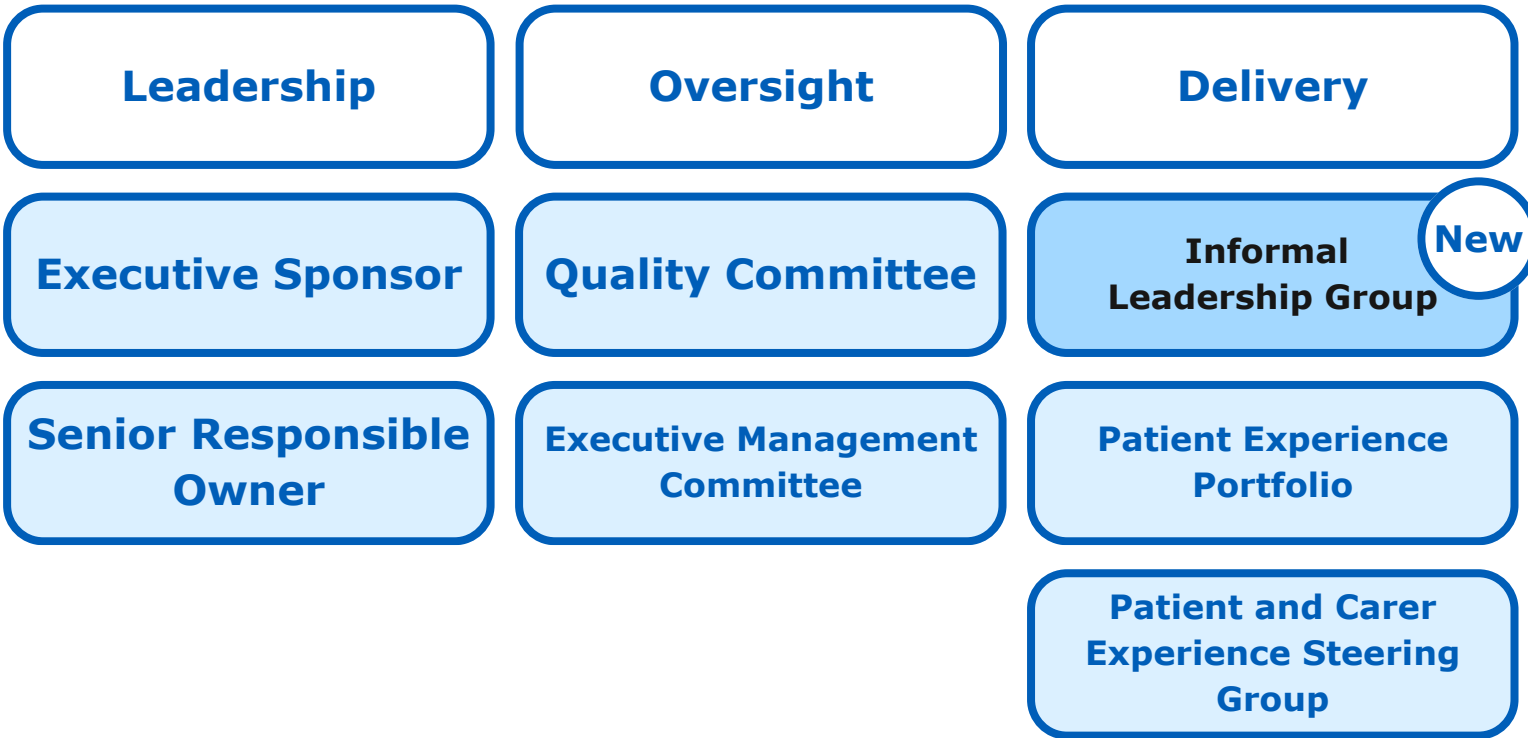 Leadership
Oversight
Delivery
Executive Sponsor
Quality Committee
Informal
Leadership Group
New
Senior Responsible
Owner
Executive Management
Committee
Patient Experience
Portfolio
Patient and Carer
Experience Steering
Group